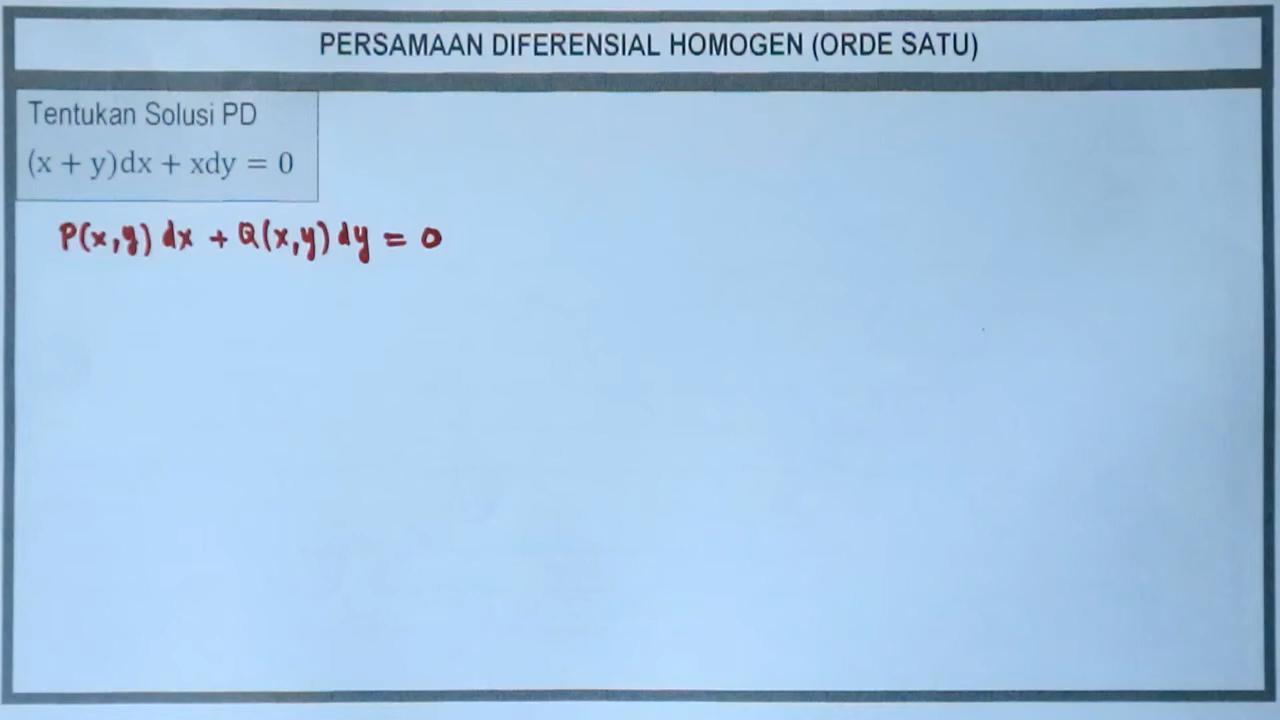 PERSAMAAN DIFERENSIAL HOMOGEN (ORDE SATU)
Tentukan Solusi PD
(x + y)dx + xdy = 0
P(x,y) dx + Q(x,y) dy = 0